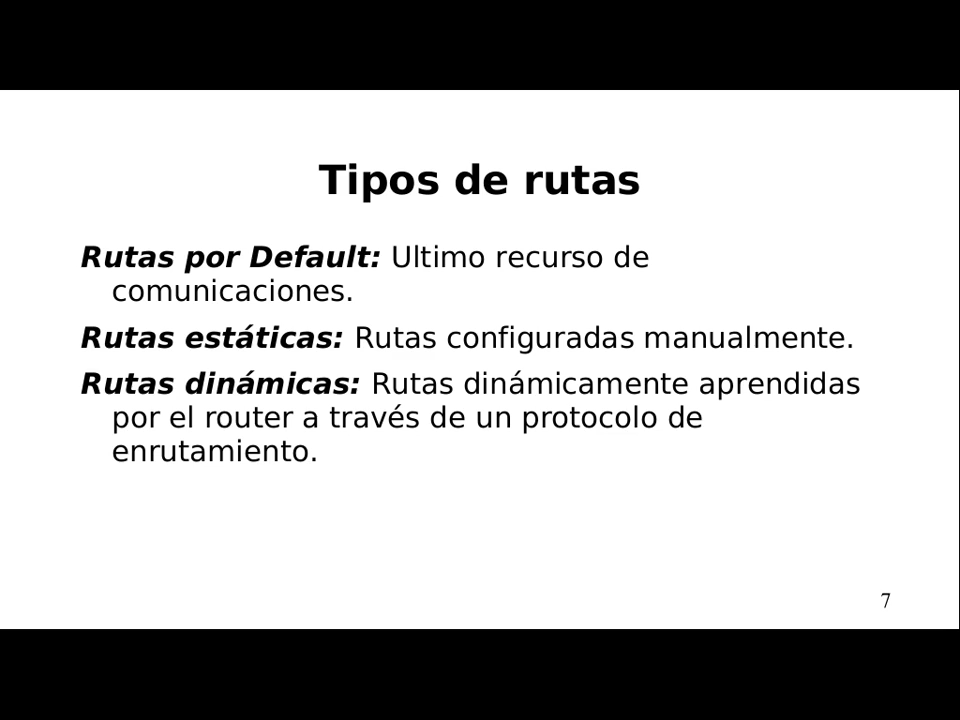 Tipos de rutas
Rutas por Default: Ultimo recurso de
comunicaciones.
Rutas estáticas: Rutas configuradas manualmente.
Rutas dinámicas: Rutas dinámicamente aprendidas
por el router a través de un protocolo de
enrutamiento.
7